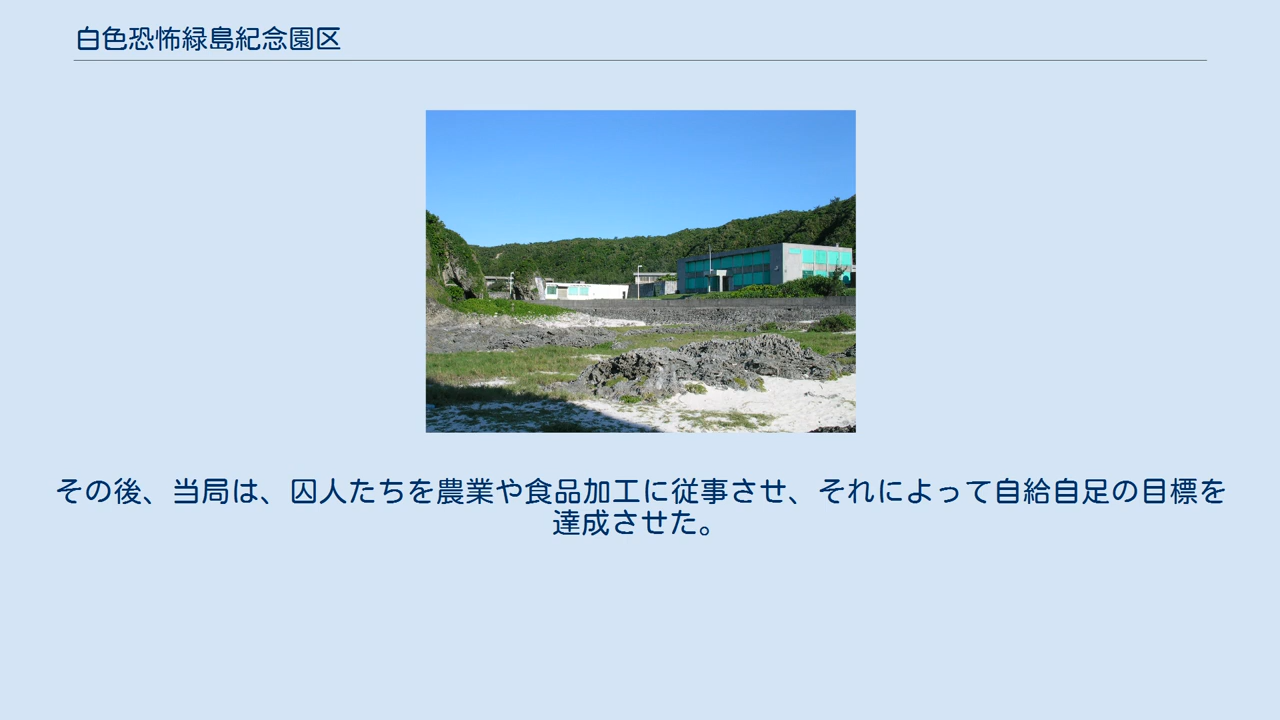 白色恐怖緑島紀念園区
その後、当局は、囚人たちを農業や食品加工に従事させ、それによって自給自足の目標を
達成させた。